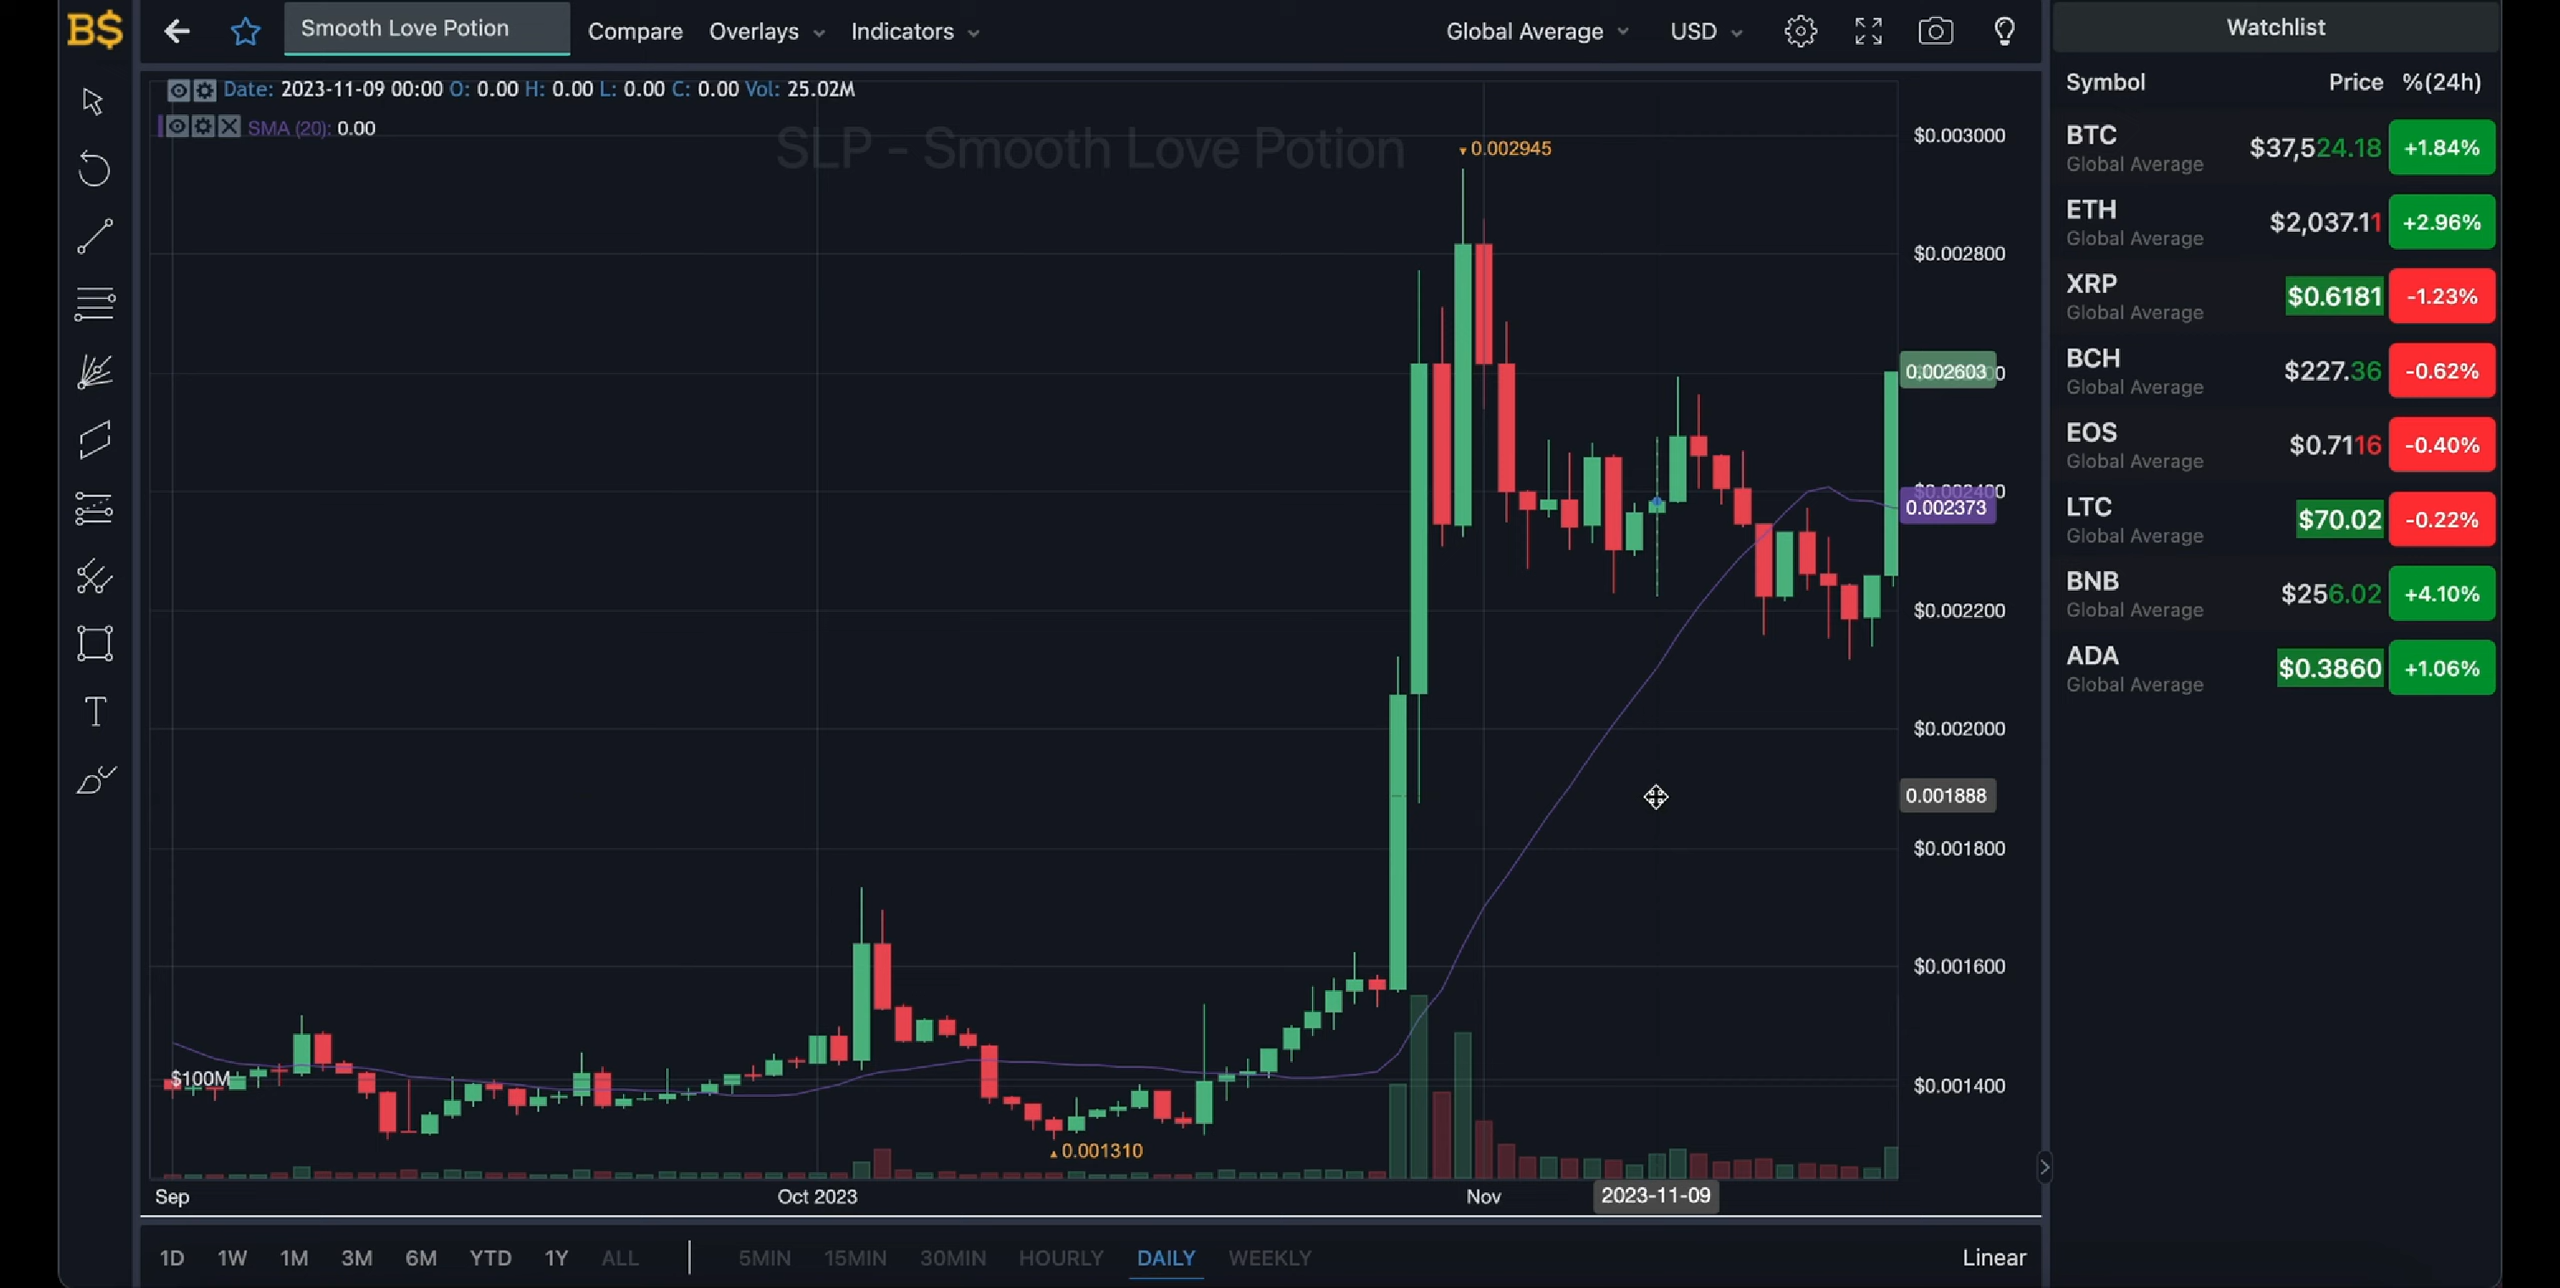 B$ Smooth Love Potion Compare Overlays Indicators Global Average USD
Date: 2023-11-09 00:00 O: 0.00 H: 0.00 L: 0.00 C: 0.00 Vol: 25.02M
SMA (20): 0.00
SLP - Smooth Love Potion
0.002945
0.001310
$100M
$0.003000
$0.002800
0.002603
$0.002400
0.002373
$0.002200
$0.002000
0.001888
$0.001800
$0.001600
$0.001400
Sep Oct 2023 Nov 2023-11-09
1D 1W 1M 3M 6M YTD 1Y ALL 5MIN 15MIN 30MIN HOURLY DAILY WEEKLY Linear
Watchlist
Symbol Price %(24h)
BTC $37,524.18 +1.84%
Global Average
ETH $2,037.11 +2.96%
Global Average
XRP $0.6181 -1.23%
Global Average
BCH $227.36 -0.62%
Global Average
EOS $0.7116 -0.40%
Global Average
LTC $70.02 -0.22%
Global Average
BNB $256.02 +4.10%
Global Average
ADA $0.3860 +1.06%
Global Average